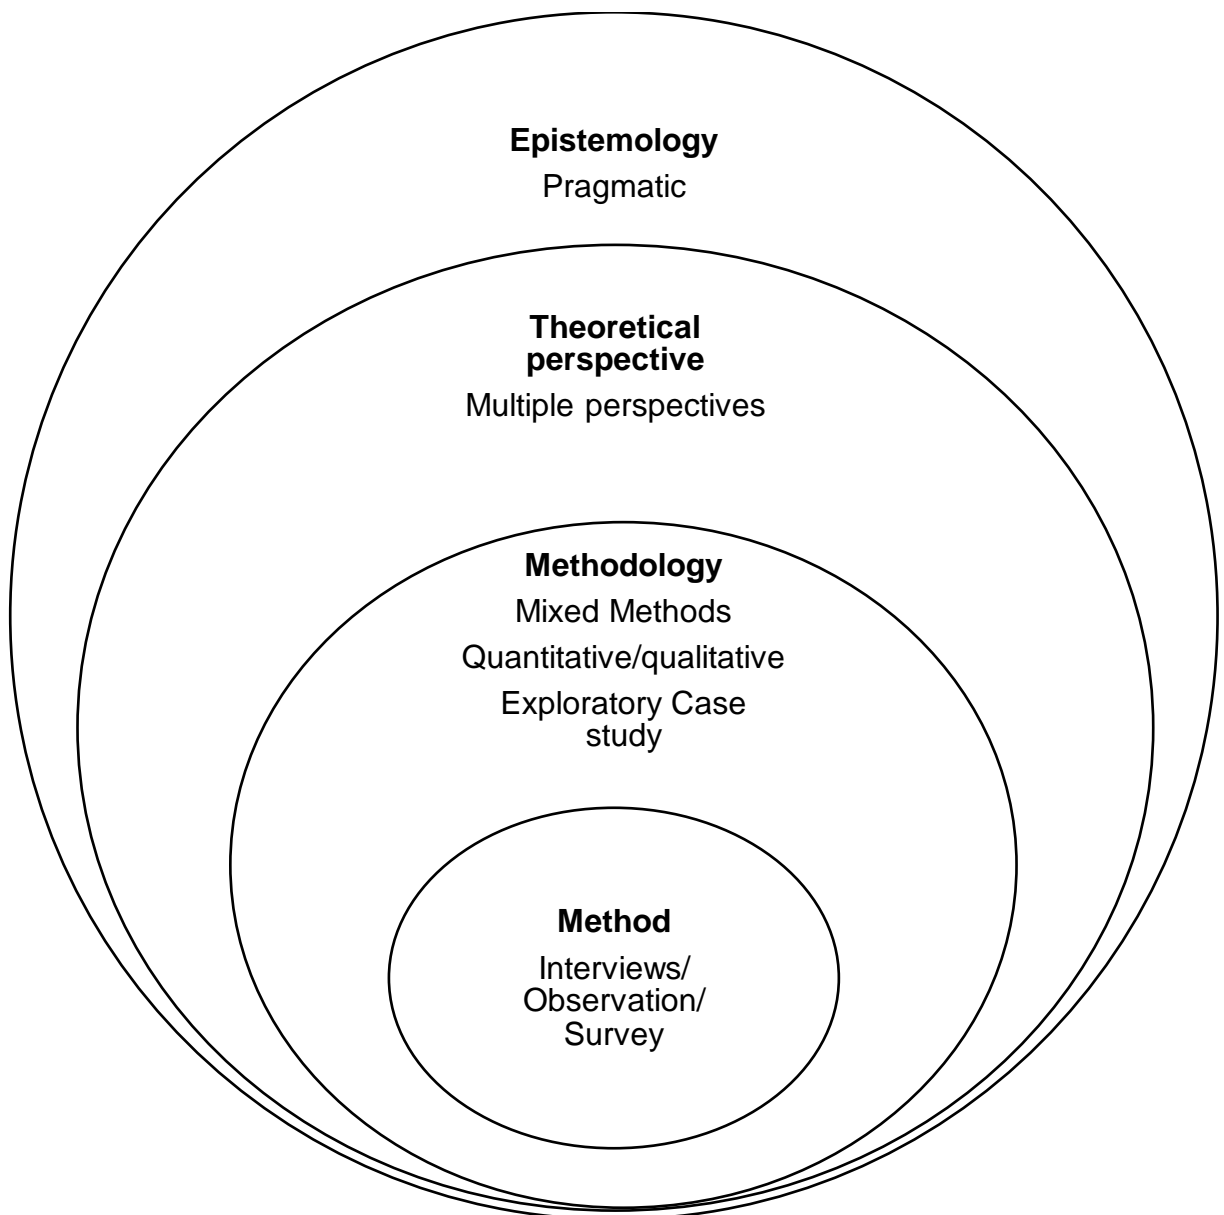 Epistemology
Pragmatic
Theoretical
perspective
Multiple perspectives
Methodology
Mixed Methods
Quantitative/qualitative
Exploratory Case
study
Method
Interviews/
Observation/
Survey